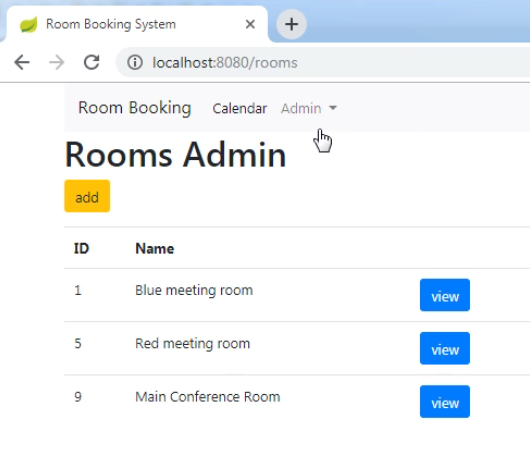 Room Booking System
localhost:8080/rooms
Room Booking Calendar Admin
Rooms Admin
add
ID Name
1 Blue meeting room view
5 Red meeting room view
9 Main Conference Room view